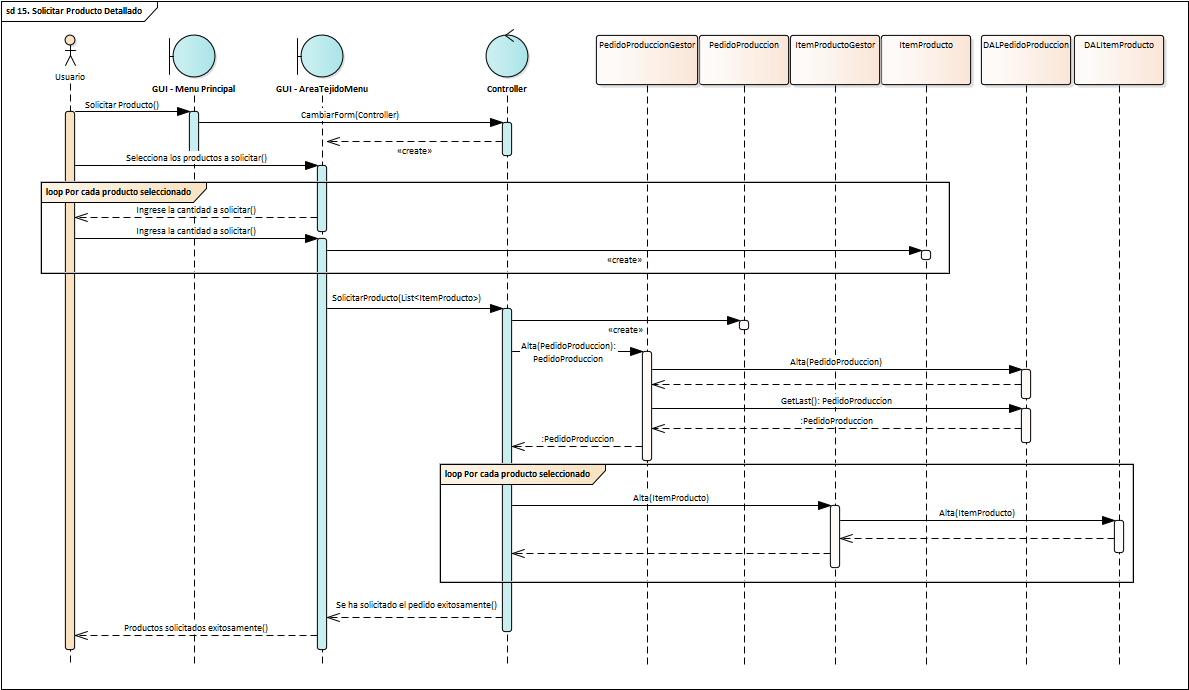 sd 15. Solicitar Producto Detallado
Usuario
GUI - Menu Principal
GUI - AreaTejidoMenu
Controller
PedidoProduccionGestor
PedidoProduccion
ItemProductoGestor
ItemProducto
DALPedidoProduccion
DALItemProducto
Solicitar Producto()
CambiarForm(Controller)
«create»
Selecciona los productos a solicitar()
loop Por cada producto seleccionado
Ingrese la cantidad a solicitar()
Ingresa la cantidad a solicitar()
«create»
SolicitarProducto(List<ItemProducto>)
«create»
Alta(PedidoProduccion):
PedidoProduccion
Alta(PedidoProduccion)
GetLast(): PedidoProduccion
:PedidoProduccion
:PedidoProduccion
loop Por cada producto seleccionado
Alta(ItemProducto)
Alta(ItemProducto)
Se ha solicitado el pedido exitosamente()
Productos solicitados exitosamente()